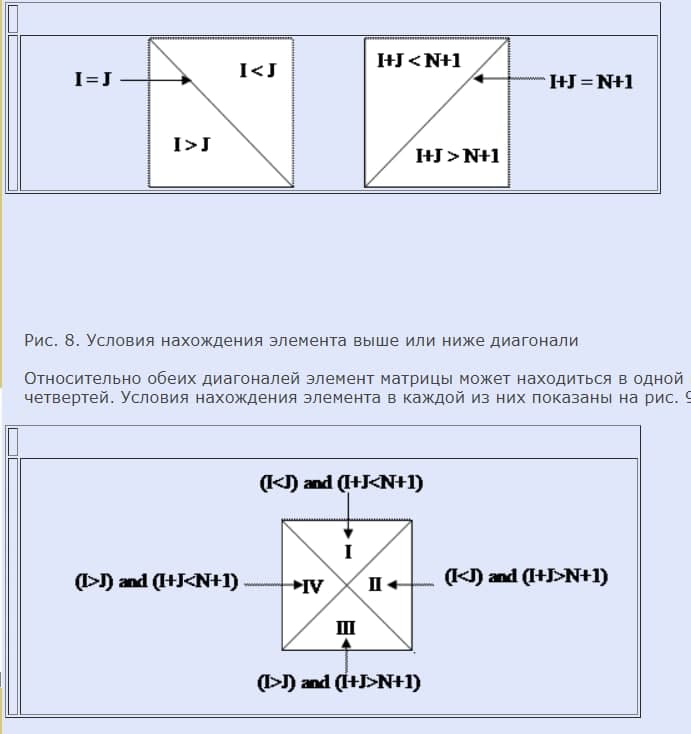 I = J
I < J
I > J
I+J < N+1
I+J = N+1
I+J > N+1
Рис. 8. Условия нахождения элемента выше или ниже диагонали
Относительно обеих диагоналей элемент матрицы может находиться в одной
четвертей. Условия нахождения элемента в каждой из них показаны на рис. 9
(I<J) and (I+J<N+1)
I
(I>J) and (I+J<N+1)
IV
II
(I<J) and (I+J>N+1)
III
(I>J) and (I+J>N+1)